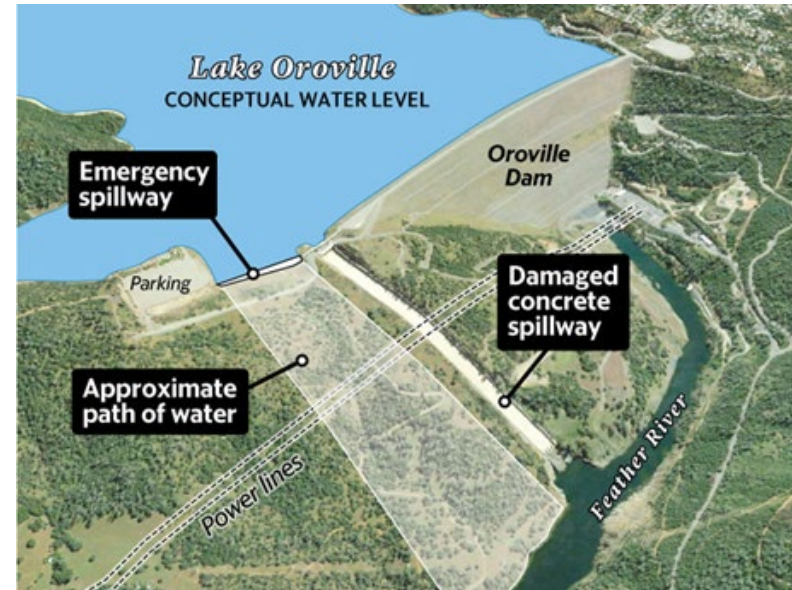 Lake Oroville
CONCEPTUAL WATER LEVEL
Emergency
spillway
Oroville
Dam
Parking
Damaged
concrete
spillway
Approximate
path of water
Power lines
Feather River